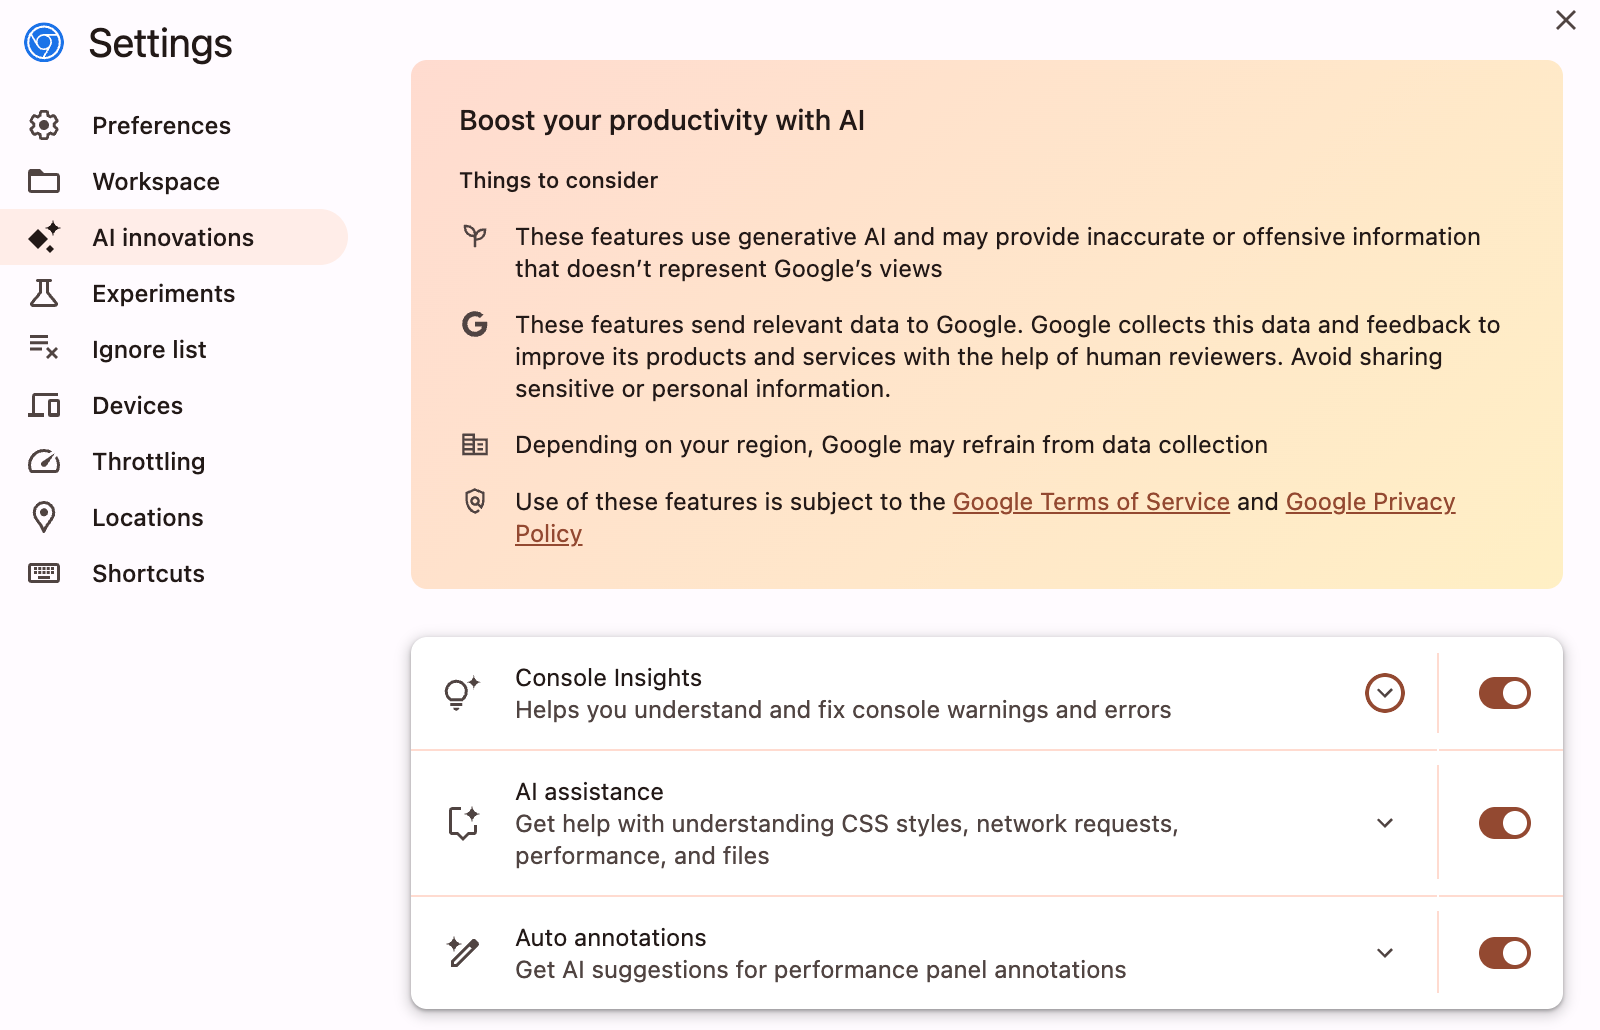 Settings
Preferences
Workspace
AI innovations
Experiments
Ignore list
Devices
Throttling
Locations
Shortcuts
Boost your productivity with AI
Things to consider
These features use generative AI and may provide inaccurate or offensive information
that doesn’t represent Google’s views
These features send relevant data to Google. Google collects this data and feedback to
improve its products and services with the help of human reviewers. Avoid sharing
sensitive or personal information.
Depending on your region, Google may refrain from data collection
Use of these features is subject to the Google Terms of Service and Google Privacy
Policy
Console Insights
Helps you understand and fix console warnings and errors
AI assistance
Get help with understanding CSS styles, network requests,
performance, and files
Auto annotations
Get AI suggestions for performance panel annotations